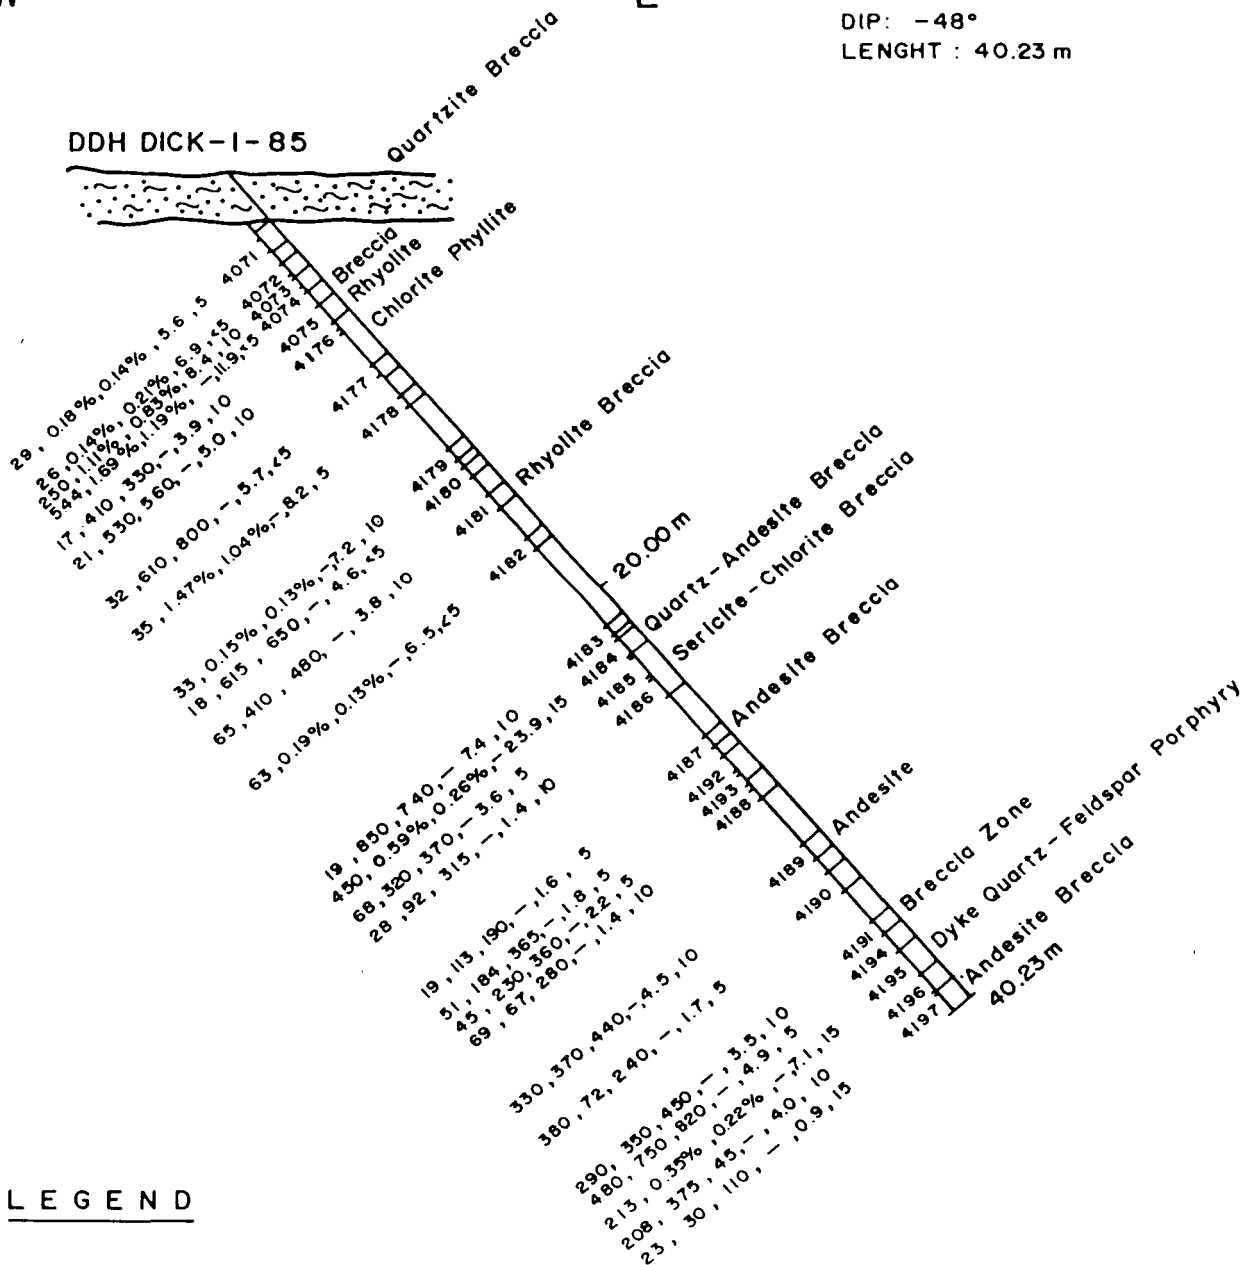 DIP: -48°
LENGHT : 40.23 m
DDH DICK-1-85
Quartzite Breccia
Breccia
Rhyolite
Chlorite Phyllite
Rhyolite Breccia
20.00 m
Quartz-Andesite Breccia
Sericite-Chlorite Breccia
Andesite Breccia
Andesite
Breccia Zone
Dyke Quartz-Feldspar Porphyry
Andesite Breccia
40.23 m
29, 0.18%, 0.14%, 5.6, 5 4071
26, 0.14%, 0.21%, 6.9, <5 4072
250, 1.11%, 0.83%, 8.4, 10 4073
544, 1.69%, 1.19%, -, 11.9, <5 4074
17, 410, 330, -, 3.9, 10 4075
21, 530, 560, -, 5.0, 10 4176
32, 610, 800, -, 5.7, <5 4177
35, 1.47%, 1.04%, -, 8.2, 5 4178
33, 0.15%, 0.13%, -, 7.2, 10 4179
18, 615, 650, -, 4.6, <5 4180
65, 410, 480, -, 3.8, 10 4181
63, 0.19%, 0.13%, -, 6.5, <5 4182
19, 850, 740, - 7.4, 10 4183
450, 0.59%, 0.26%, - 23.9, 15 4184
68, 320, 370, - 3.6, 5 4185
28, 92, 315, -, 1.4, 10 4186
19, 113, 190, -, 1.6, 5 4187
51, 184, 365, -, 1.8, 5 4192
45, 230, 360, -, 2.2, 5 4193
69, 67, 280, -, 1.4, 10 4188
330, 370, 440, -, 4.5, 10 4189
380, 72, 240, -, 1.7, 5 4190
290, 350, 450, -, 3.5, 10 4191
480, 750, 820, -, 4.9, 5 4194
213, 0.35%, 0.22%, -, 7.1, 15 4195
208, 375, 45, -, 4.0, 10 4196
23, 30, 110, -, 0.9, 15 4197
LEGEND